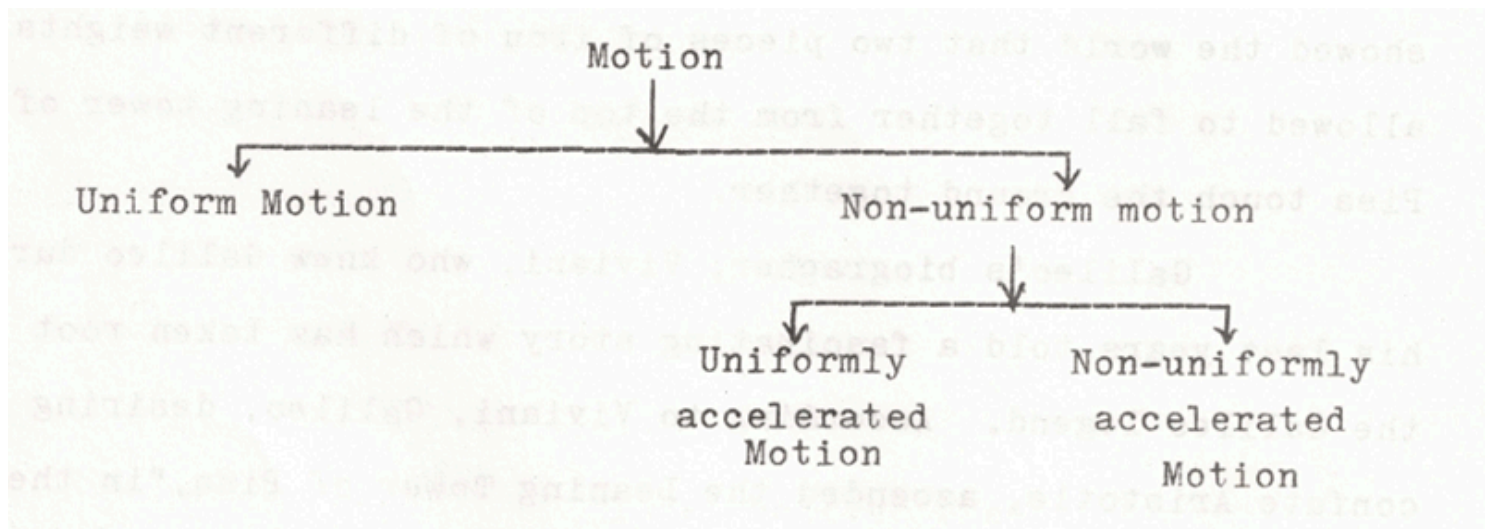 Motion
Uniform Motion
Non-uniform motion
Uniformly
Non-uniformly
accelerated
accelerated
Motion
Motion